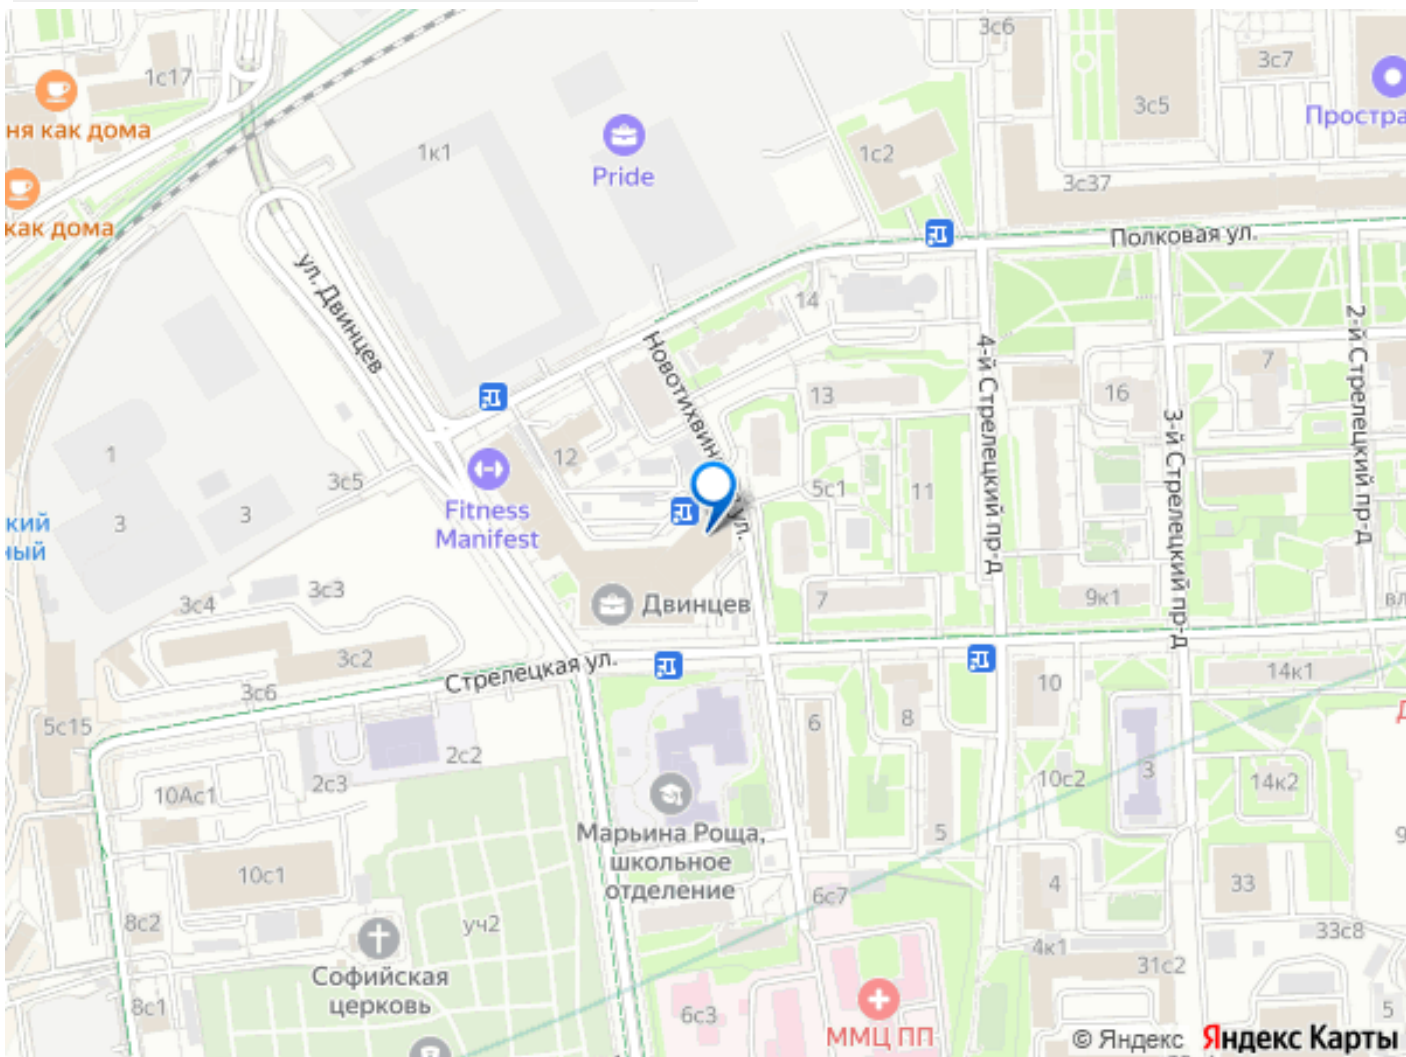 3с6
3с7
1с17
3с5
Простра
ня как дома
1к1
Pride
1с2
3с37
как дома
Полковая ул.
ул. Двинцев
14
2-й Стрелецкий пр-д
Новотихвин
ул.
4-й Стрелецкий пр-д
7
13
16
3-й Стрелецкий пр-д
1
12
3с5
5с1
11
3
3
Fitness
Manifest
кий
ный
3с3
3с4
Двинцев
7
9к1
вл
3с2
Стрелецкая ул.
14к1
3с6
10
5с15
6
8
2с2
2с3
10с2
3
14к2
10Ас1
Марьина Роща,
школьное
отделение
5
9
10с1
4
33
6с7
8с2
уч2
33с8
4к1
31с2
Софийская
церковь
8с1
6с3
ММЦ ПП
5
© Яндекс Яндекс Карты